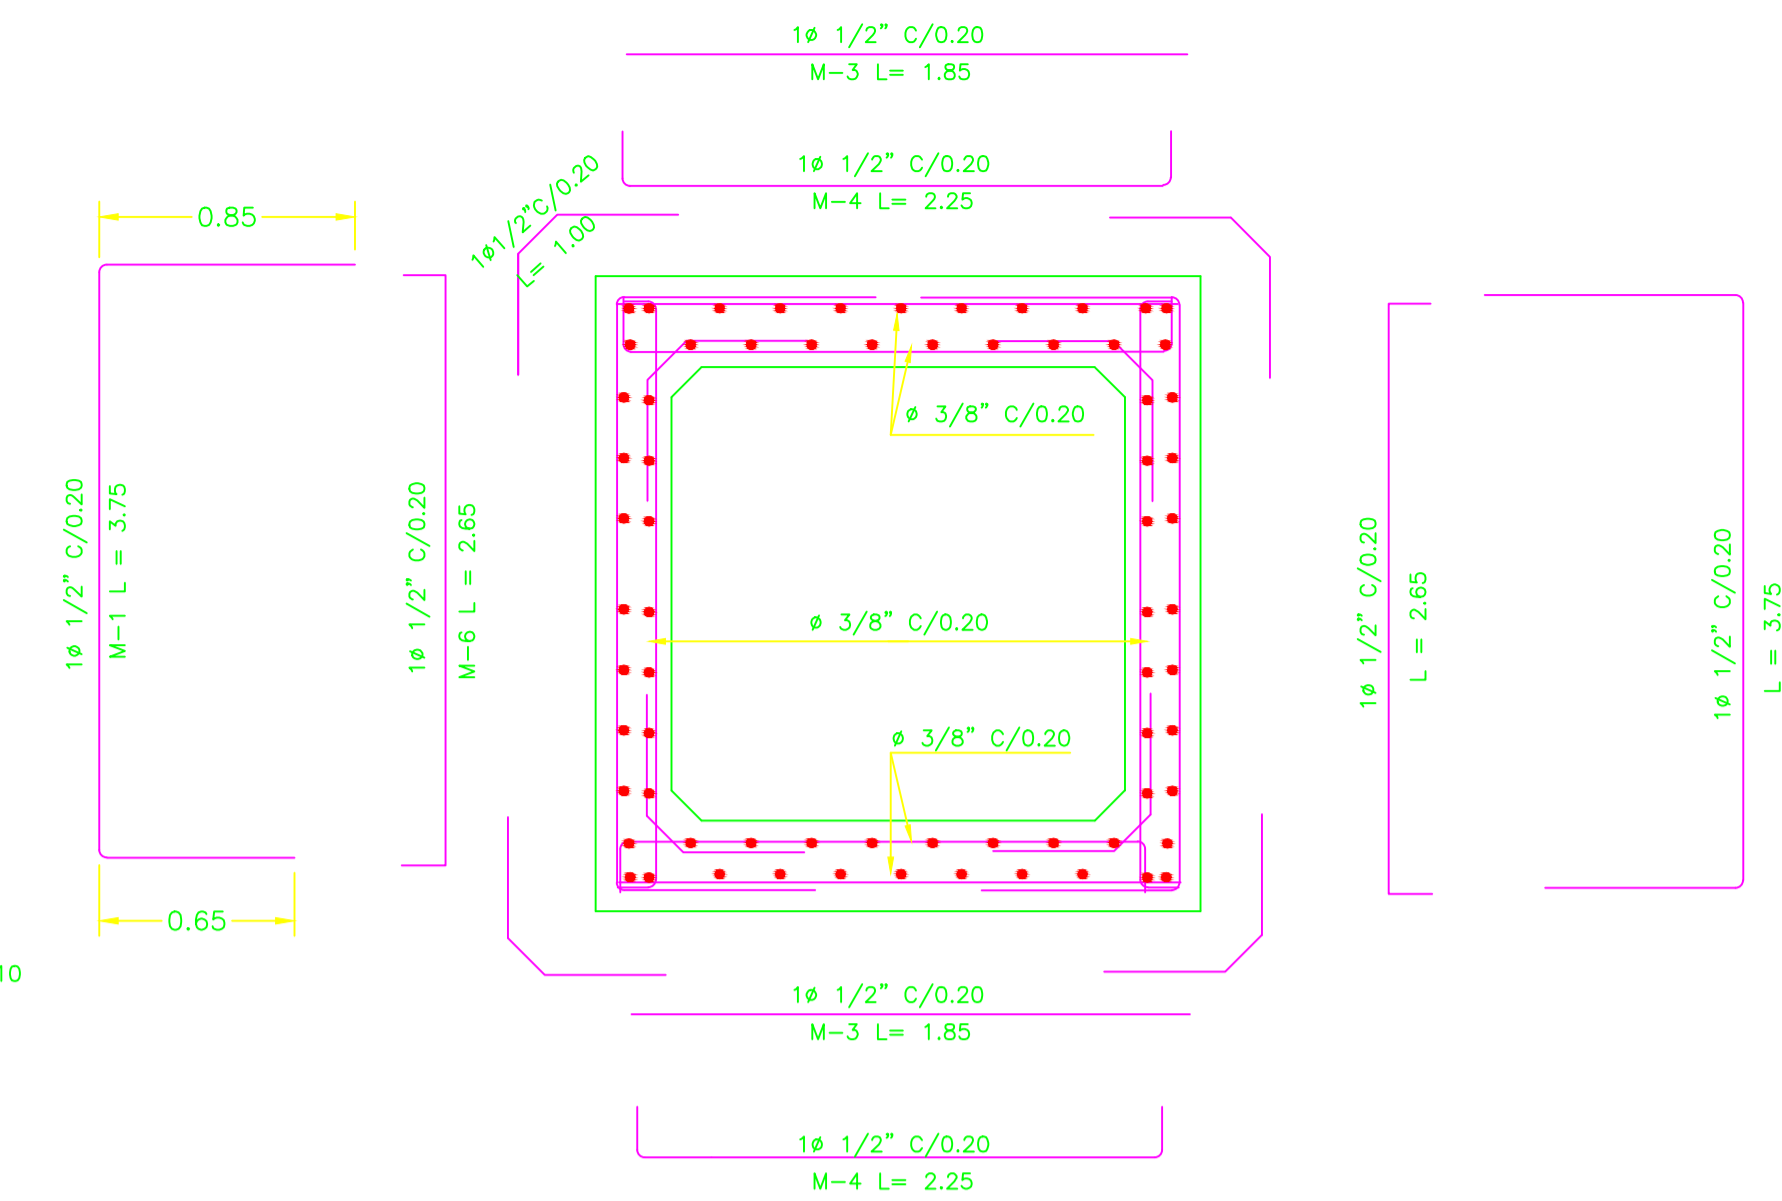 1ø 1/2” C/0.20
M-3 L= 1.85
1ø 1/2” C/0.20
M-4 L= 2.25
1ø1/2”C/0.20
L= 1.00
0.85
1ø 1/2” C/0.20
M-1 L = 3.75
1ø 1/2” C/0.20
M-6 L = 2.65
ø 3/8” C/0.20
ø 3/8” C/0.20
ø 3/8” C/0.20
1ø 1/2” C/0.20
L = 2.65
1ø 1/2” C/0.20
L = 3.75
0.65
10
1ø 1/2” C/0.20
M-3 L= 1.85
1ø 1/2” C/0.20
M-4 L= 2.25